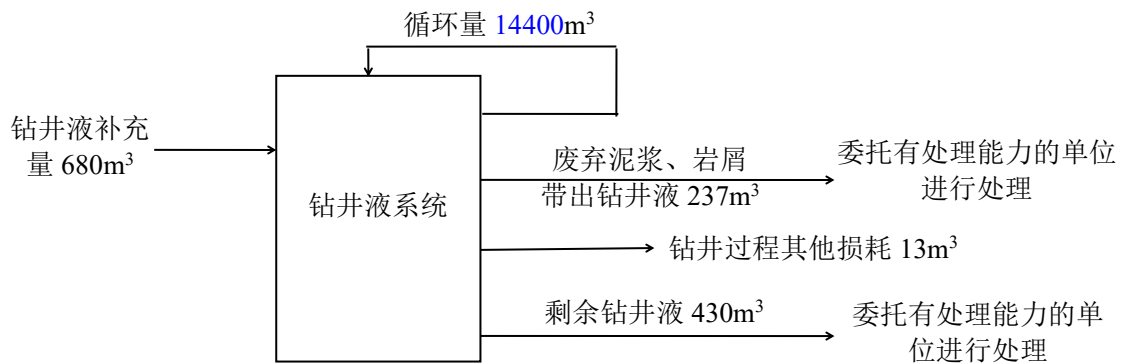 循环量 14400m³
钻井液补充
量 680m³
钻井液系统
废弃泥浆、岩屑
带出钻井液 237m³
委托有处理能力的单位
进行处理
钻井过程其他损耗 13m³
剩余钻井液 430m³
委托有处理能力的单
位进行处理